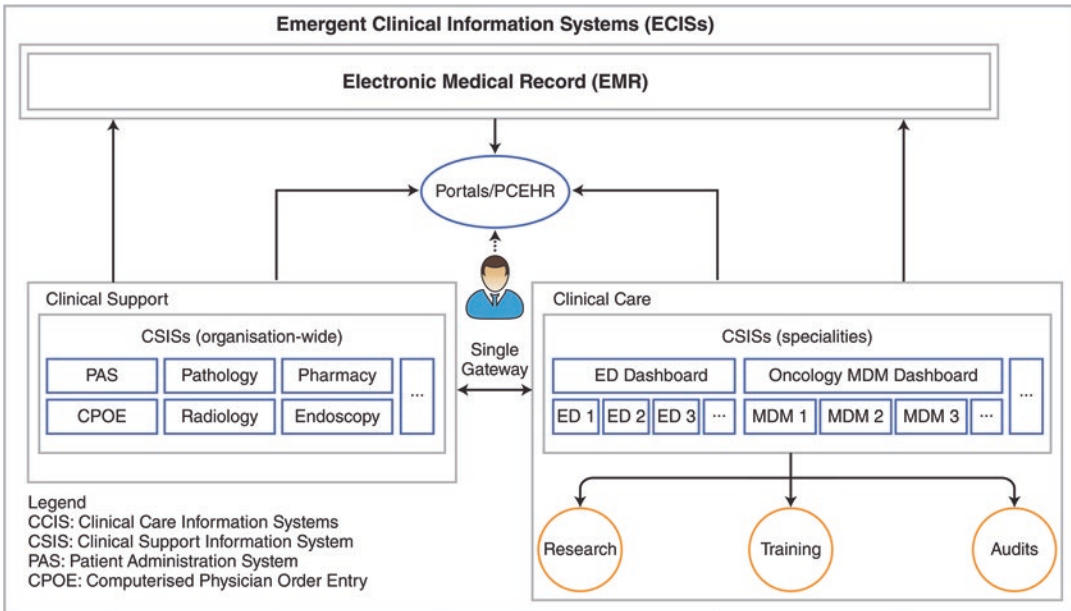 Emergent Clinical Information Systems (ECISs)
Electronic Medical Record (EMR)
Portals/PCEHR
Clinical Support
CSISs (organisation-wide)
PAS
Pathology
Pharmacy
...
CPOE
Radiology
Endoscopy
Single
Gateway
Clinical Care
CSISs (specialities)
ED Dashboard
Oncology MDM Dashboard
...
ED 1
ED 2
ED 3
...
MDM 1
MDM 2
MDM 3
...
Research
Training
Audits
Legend
CCIS: Clinical Care Information Systems
CSIS: Clinical Support Information System
PAS: Patient Administration System
CPOE: Computerised Physician Order Entry